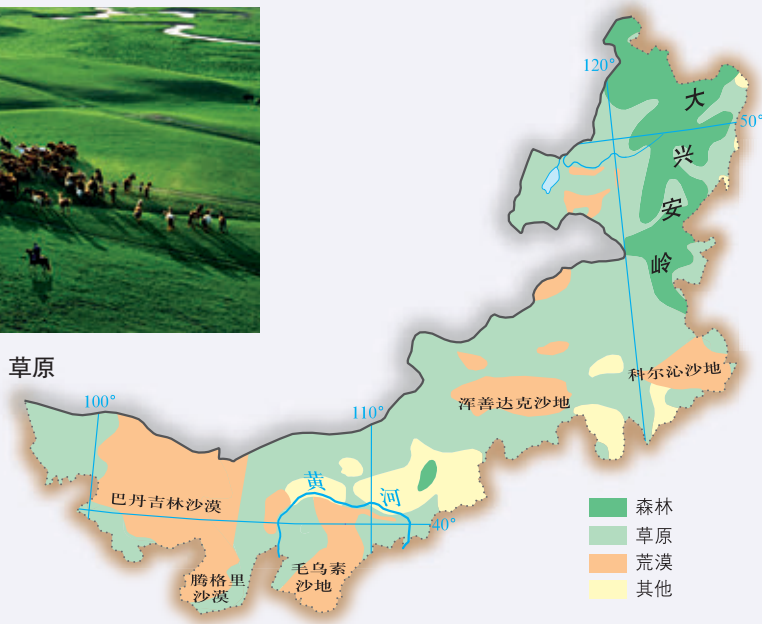 草原
120°
50°
大
兴
安
岭
科尔沁沙地
浑善达克沙地
100°
110°
黄
河
巴丹吉林沙漠
40°
腾格里
沙漠
毛乌素
沙地
森林
草原
荒漠
其他